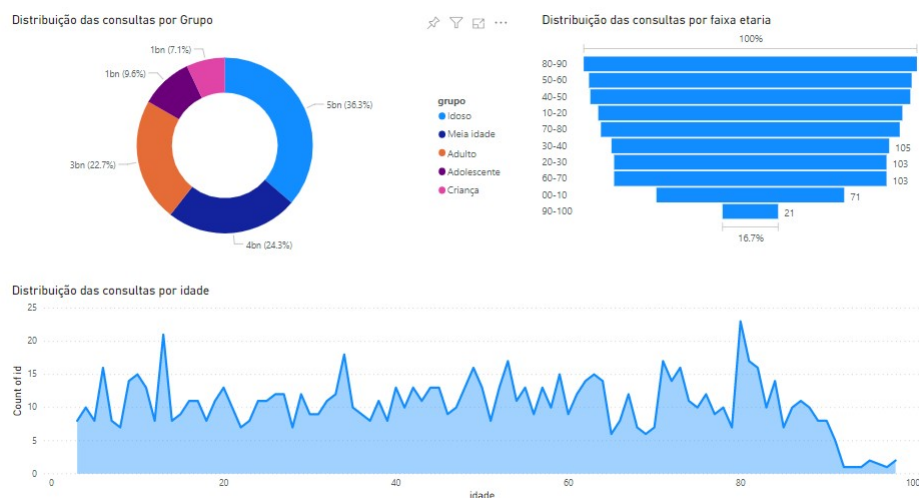 Distribuição das consultas por Grupo
1bn (7.1%)
1bn (9.6%)
5bn (36.3%)
3bn (22.7%)
4bn (24.3%)
grupo
Idoso
Meia idade
Adulto
Adolescente
Criança
Distribuição das consultas por faixa etaria
100%
80-90
50-60
40-50
10-20
70-80
30-40 105
20-30 103
60-70 103
00-10 71
90-100 21
16.7%
Distribuição das consultas por idade
Count of id
25
20
15
10
5
0
0 20 40 60 80 100
idade